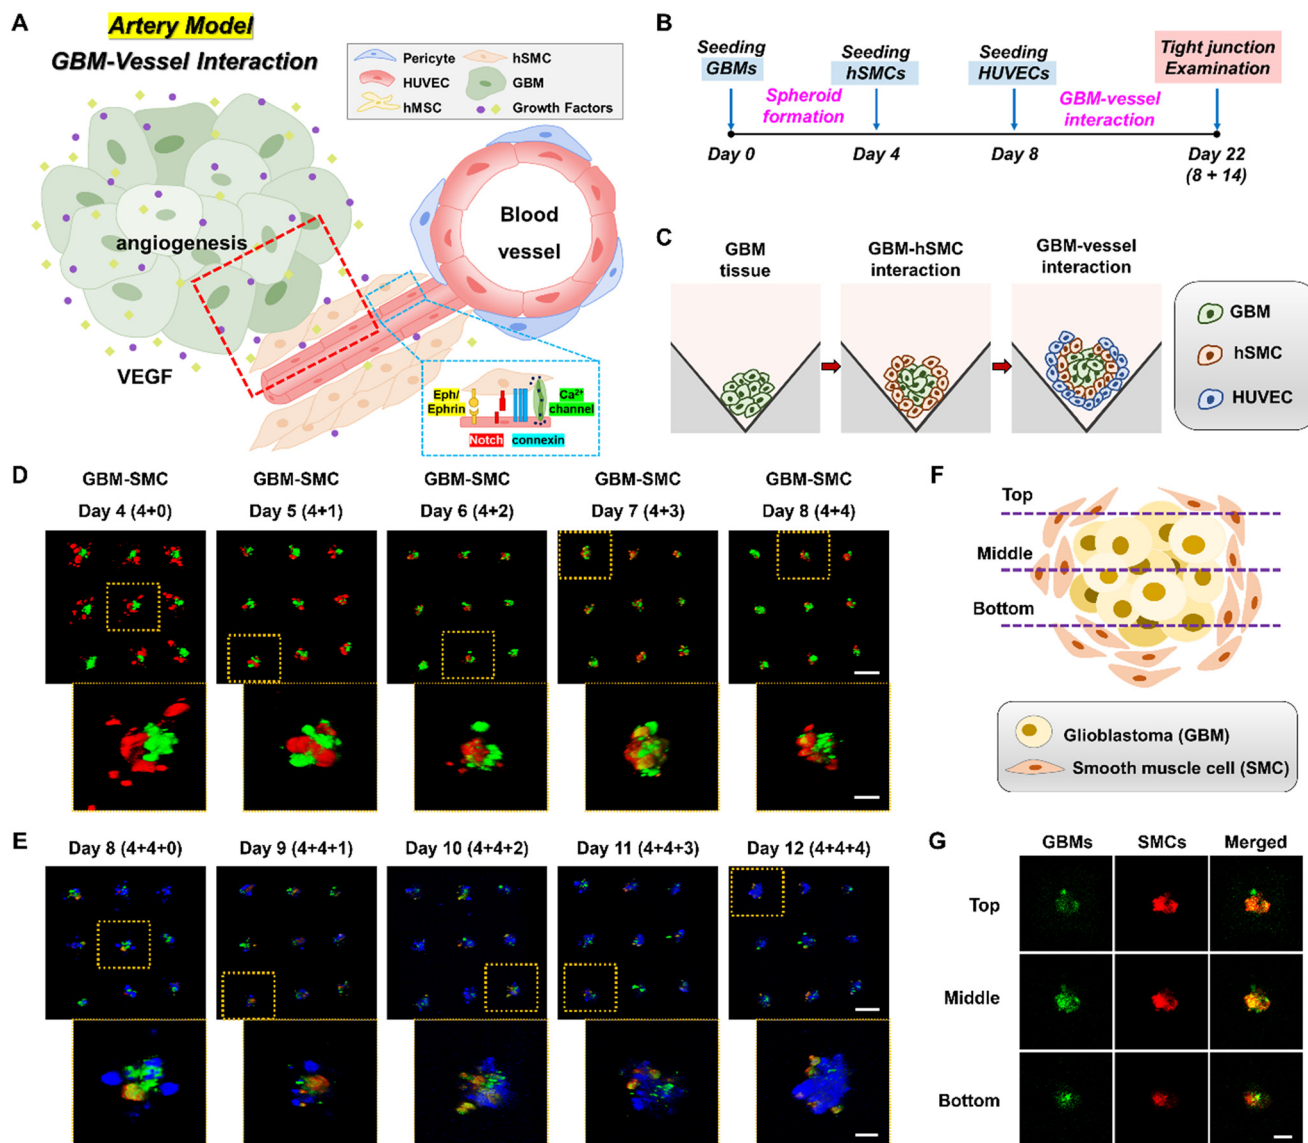 A
Artery Model
GBM-Vessel Interaction
Pericyte
hSMC
HUVEC
GBM
hMSC
Growth Factors
angiogenesis
Blood
vessel
VEGF
Eph/
Ephrin
Ca²⁺
channel
Notch
connexin
B
Seeding
GBMs
Seeding
hSMCs
Seeding
HUVECs
Tight junction
Examination
Spheroid
formation
GBM-vessel
interaction
Day 0
Day 4
Day 8
Day 22
(8 + 14)
C
GBM
tissue
GBM-hSMC
interaction
GBM-vessel
interaction
GBM
hSMC
HUVEC
D
GBM-SMC
Day 4 (4+0)
GBM-SMC
Day 5 (4+1)
GBM-SMC
Day 6 (4+2)
GBM-SMC
Day 7 (4+3)
GBM-SMC
Day 8 (4+4)
E
Day 8 (4+4+0)
Day 9 (4+4+1)
Day 10 (4+4+2)
Day 11 (4+4+3)
Day 12 (4+4+4)
F
Top
Middle
Bottom
Glioblastoma (GBM)
Smooth muscle cell (SMC)
G
GBMs
SMCs
Merged
Top
Middle
Bottom